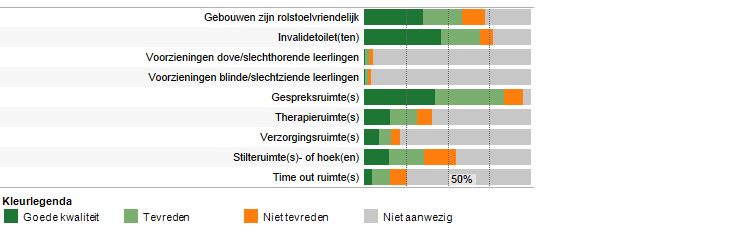 Gebouwen zijn rolstoelvriendelijk
Invalidetoilet(ten)
Voorzieningen dove/slechthorende leerlingen
Voorzieningen blinde/slechtziende leerlingen
Gespreksruimte(s)
Therapieruimte(s)
Verzorgingsruimte(s)
Stilteruimte(s)- of hoek(en)
Time out ruimte(s)
50%
Kleurlegenda
Goede kwaliteit
Tevreden
Niet tevreden
Niet aanwezig